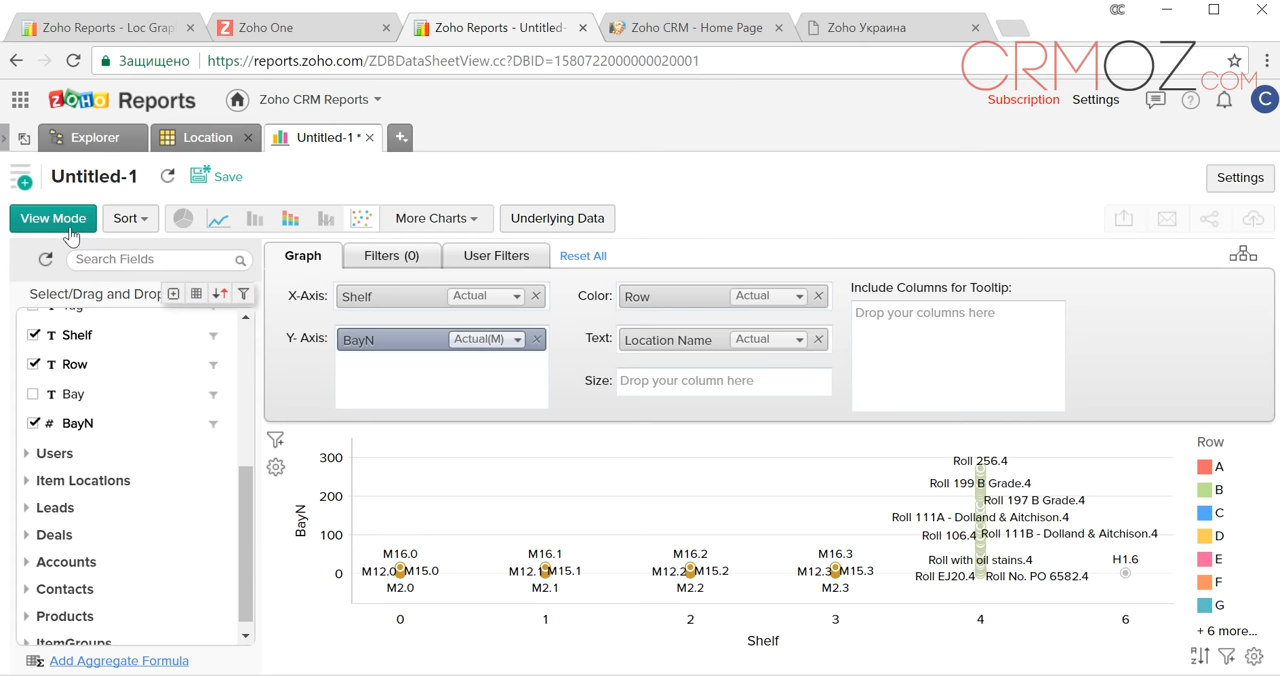 Zoho Reports - Loc Grap
Zoho One
Zoho Reports - Untitled-
Zoho CRM - Home Page
Zoho Украина
Защищено
https://reports.zoho.com/ZDBDataSheetView.cc?DBID=1580722000000020001
CRMOZ.COM
ZOHO Reports
Zoho CRM Reports
Subscription
Settings
C
Explorer
Location
Untitled-1 *
Untitled-1
Save
Settings
View Mode
Sort
More Charts
Underlying Data
Search Fields
Graph
Filters (0)
User Filters
Reset All
Select/Drag and Drop
X-Axis:
Shelf
Actual
Color:
Row
Actual
Include Columns for Tooltip:
Drop your columns here
Y- Axis:
BayN
Actual(M)
Text:
Location Name
Actual
Size:
Drop your column here
T Shelf
T Row
T Bay
# BayN
Users
Item Locations
Leads
Deals
Accounts
Contacts
Products
ItemGroups
Add Aggregate Formula
BayN
300
200
100
0
Roll 256.4
Roll 199 B Grade.4
Roll 197 B Grade.4
Roll 111A - Dolland & Aitchison.4
Roll 106.4
Roll 111B - Dolland & Aitchison.4
M16.0
M16.1
M16.2
M16.3
Roll with oil stains.4
H1.6
M12.0
M15.0
M12.1
M15.1
M12.2
M15.2
M12.3
M15.3
Roll EJ20.4
Roll No. PO 6582.4
M2.0
M2.1
M2.2
M2.3
0
1
2
3
4
6
Shelf
Row
A
B
C
D
E
F
G
+ 6 more...